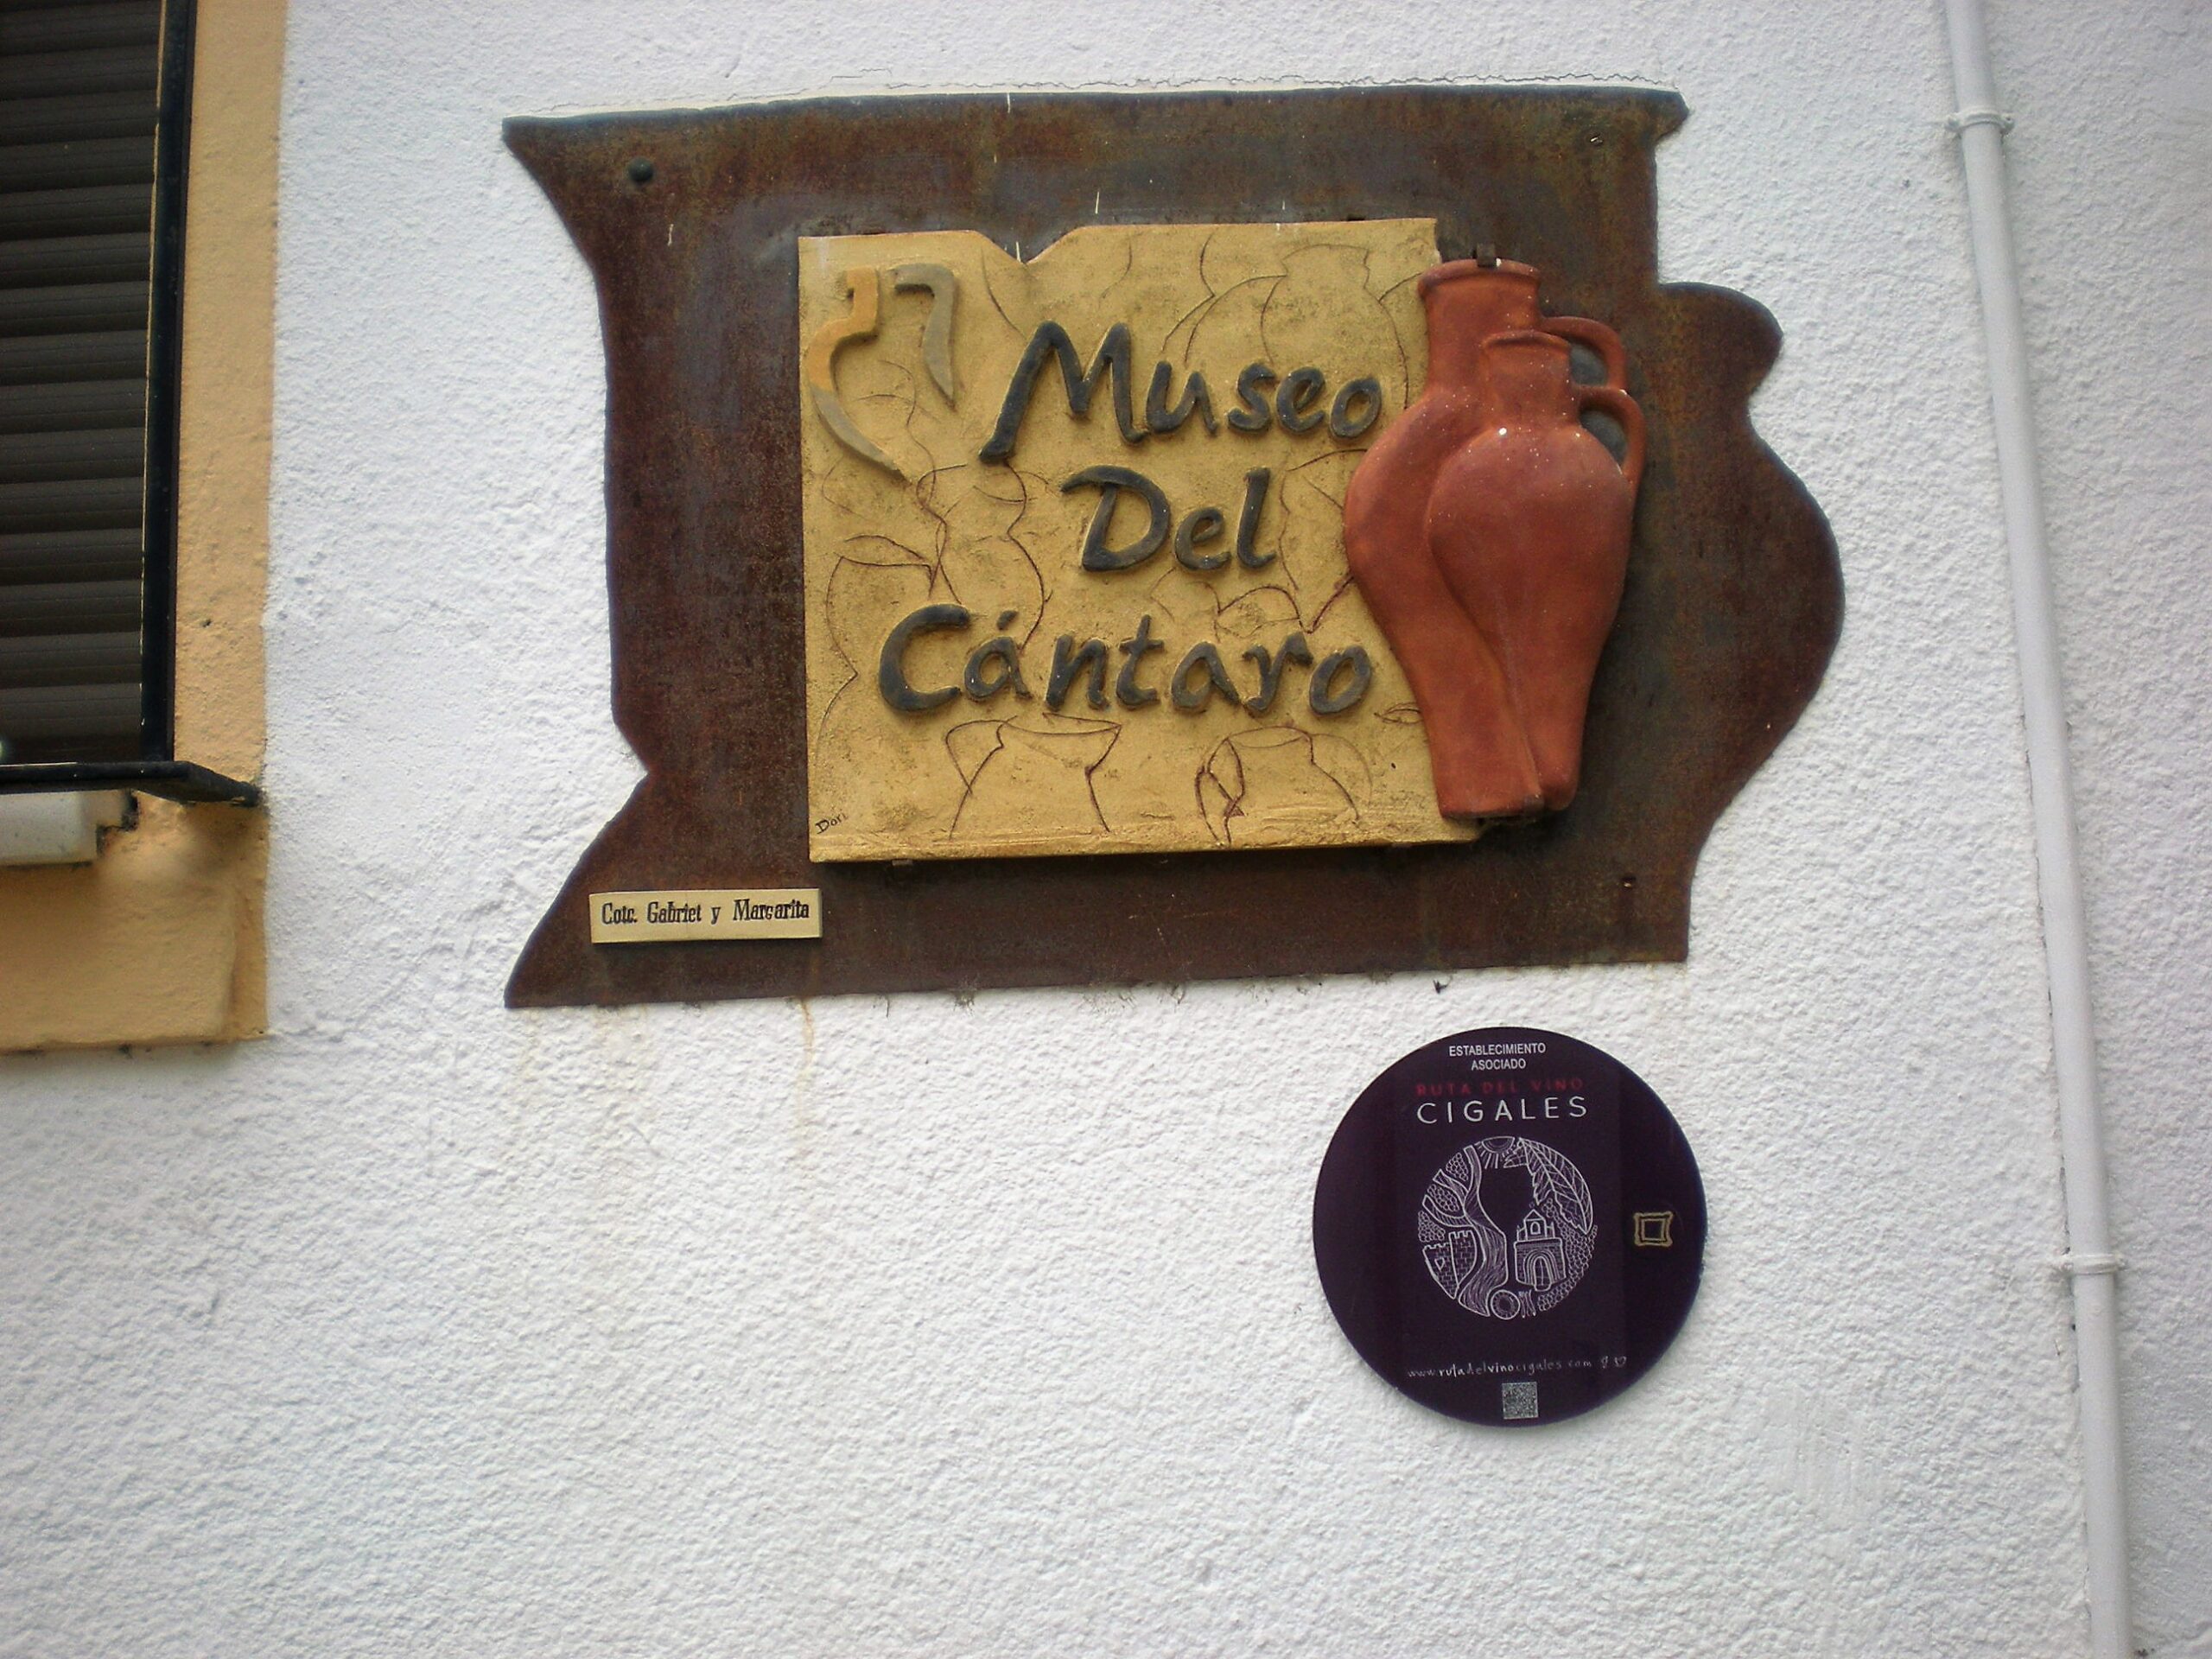 Museo
Del
Cántaro
Dori
Colc. Gabriel y Margarita
ESTABLECIMIENTO
ASOCIADO
RUTA DEL VINO
CIGALES
www.rutadelvinocigales.com